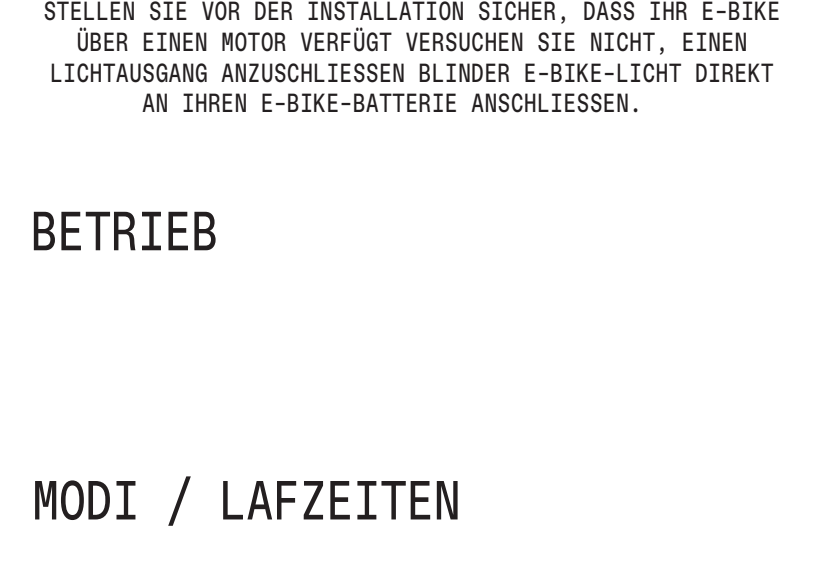 STELLEN SIE VOR DER INSTALLATION SICHER, DASS IHR E-BIKE
ÜBER EINEN MOTOR VERFÜGT VERSUCHEN SIE NICHT, EINEN
LICHTAUSGANG ANZUSCHLIESSEN BLINDER E-BIKE-LICHT DIREKT
AN IHREN E-BIKE-BATTERIE ANSCHLIESSEN.
BETRIEB
MODI / LAFZEITEN